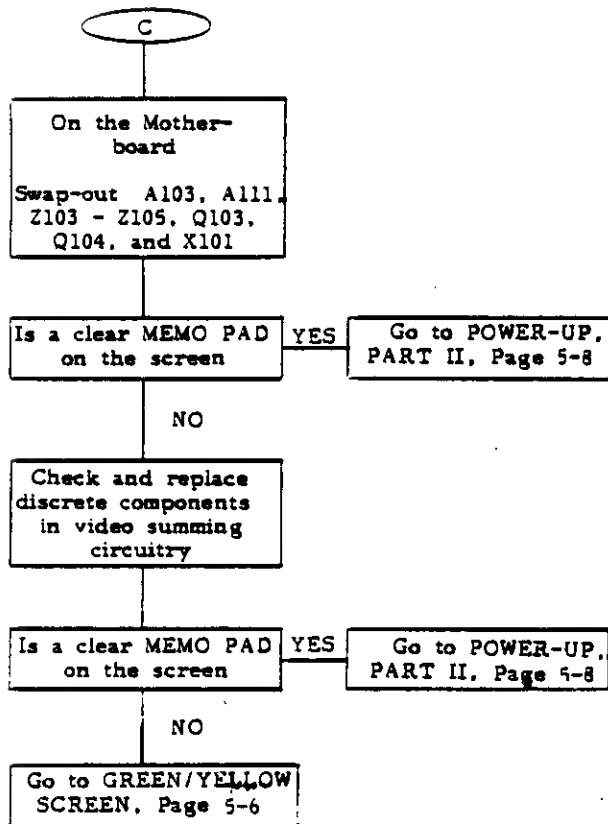 C
On the Mother-
board
Swap-out A103, A111,
Z103 - Z105, Q103,
Q104, and X101
Is a clear MEMO PAD
on the screen
YES
Go to POWER-UP,
PART II, Page 5-8
NO
Check and replace
discrete components
in video summing
circuitry
Is a clear MEMO PAD
on the screen
YES
Go to POWER-UP,
PART II, Page 5-8
NO
Go to GREEN/YELLOW
SCREEN, Page 5-6